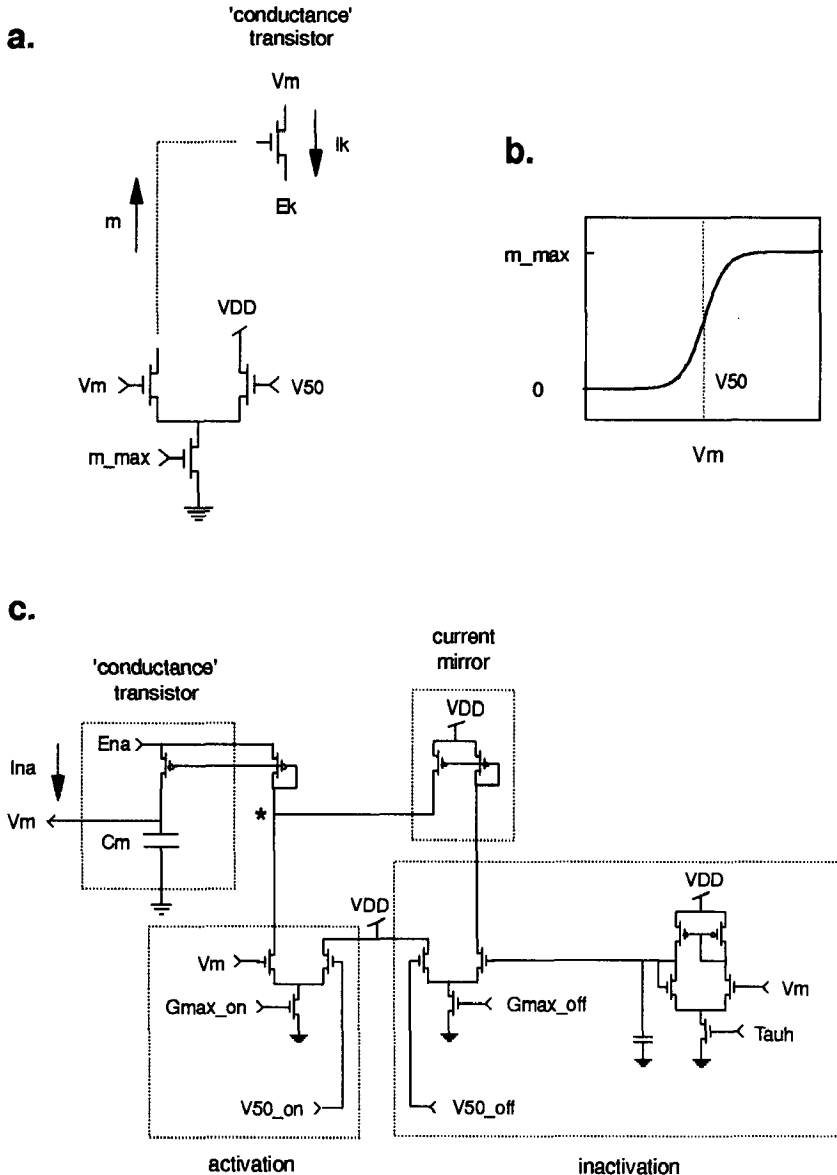 a.
'conductance'
transistor
Vm
Ik
Ek
m
VDD
Vm
V50
m_max
b.
m_max
0
V50
Vm
c.
'conductance'
transistor
current
mirror
VDD
Ena
Ina
Vm
Cm
*
VDD
VDD
Vm
Gmax_on
Gmax_off
Vm
Tauh
V50_on
V50_off
activation
inactivation